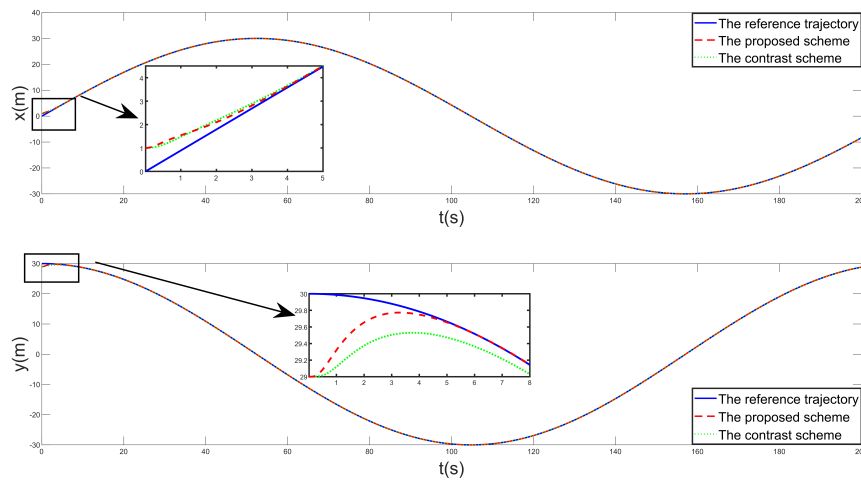 40
30
20
10
0
-10
-20
-30
x(m)
4
3
2
1
0
1 2 3 4 5
0 20 40 60 80 100 120 140 160 180 200
t(s)
The reference trajectory
The proposed scheme
The contrast scheme
30
20
10
0
-10
-20
-30
y(m)
30
29.8
29.6
29.4
29.2
29
1 2 3 4 5 6 7 8
0 20 40 60 80 100 120 140 160 180 200
t(s)
The reference trajectory
The proposed scheme
The contrast scheme